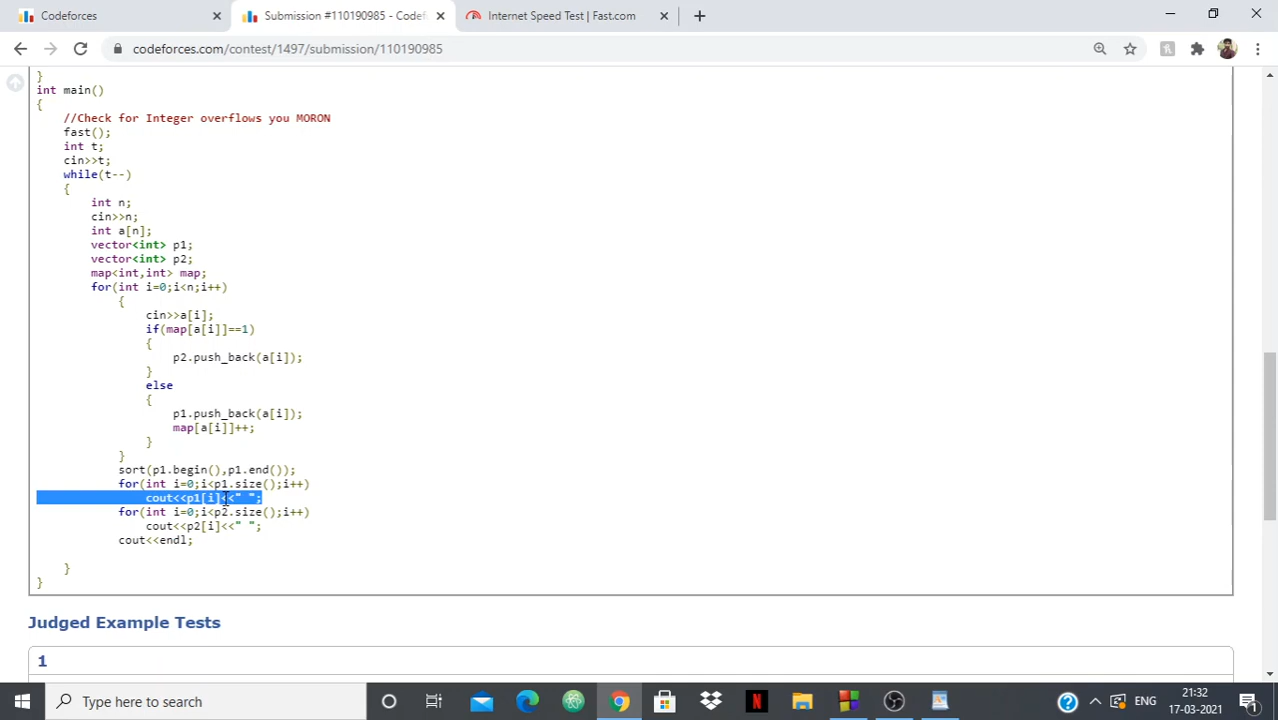 Codeforces
Submission #110190985 - Codefo
Internet Speed Test | Fast.com
codeforces.com/contest/1497/submission/110190985
}
int main()
{
//Check for Integer overflows you MORON
fast();
int t;
cin>>t;
while(t--)
{
int n;
cin>>n;
int a[n];
vector<int> p1;
vector<int> p2;
map<int,int> map;
for(int i=0;i<n;i++)
{
cin>>a[i];
if(map[a[i]]==1)
{
p2.push_back(a[i]);
}
else
{
p1.push_back(a[i]);
map[a[i]]++;
}
}
sort(p1.begin(),p1.end());
for(int i=0;i<p1.size();i++)
cout<<p1[i]<<" ";
for(int i=0;i<p2.size();i++)
cout<<p2[i]<<" ";
cout<<endl;
}
}
Judged Example Tests
1
Type here to search
ENG
21:32
17-03-2021